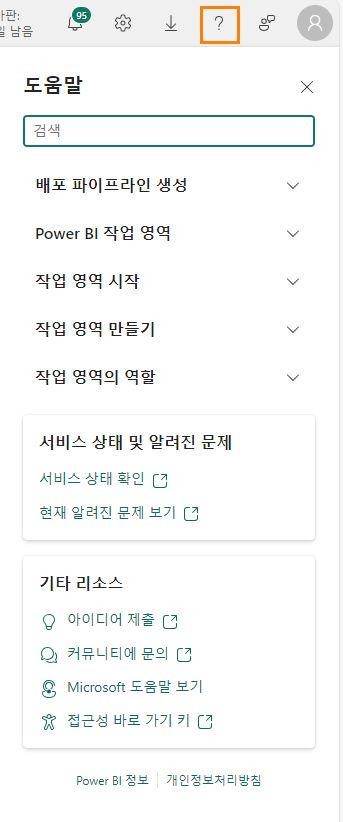 가판:
일 남음
95
?
도움말
검색
배포 파이프라인 생성
Power BI 작업 영역
작업 영역 시작
작업 영역 만들기
작업 영역의 역할
서비스 상태 및 알려진 문제
서비스 상태 확인
현재 알려진 문제 보기
기타 리소스
아이디어 제출
커뮤니티에 문의
Microsoft 도움말 보기
접근성 바로 가기 키
Power BI 정보 개인정보처리방침